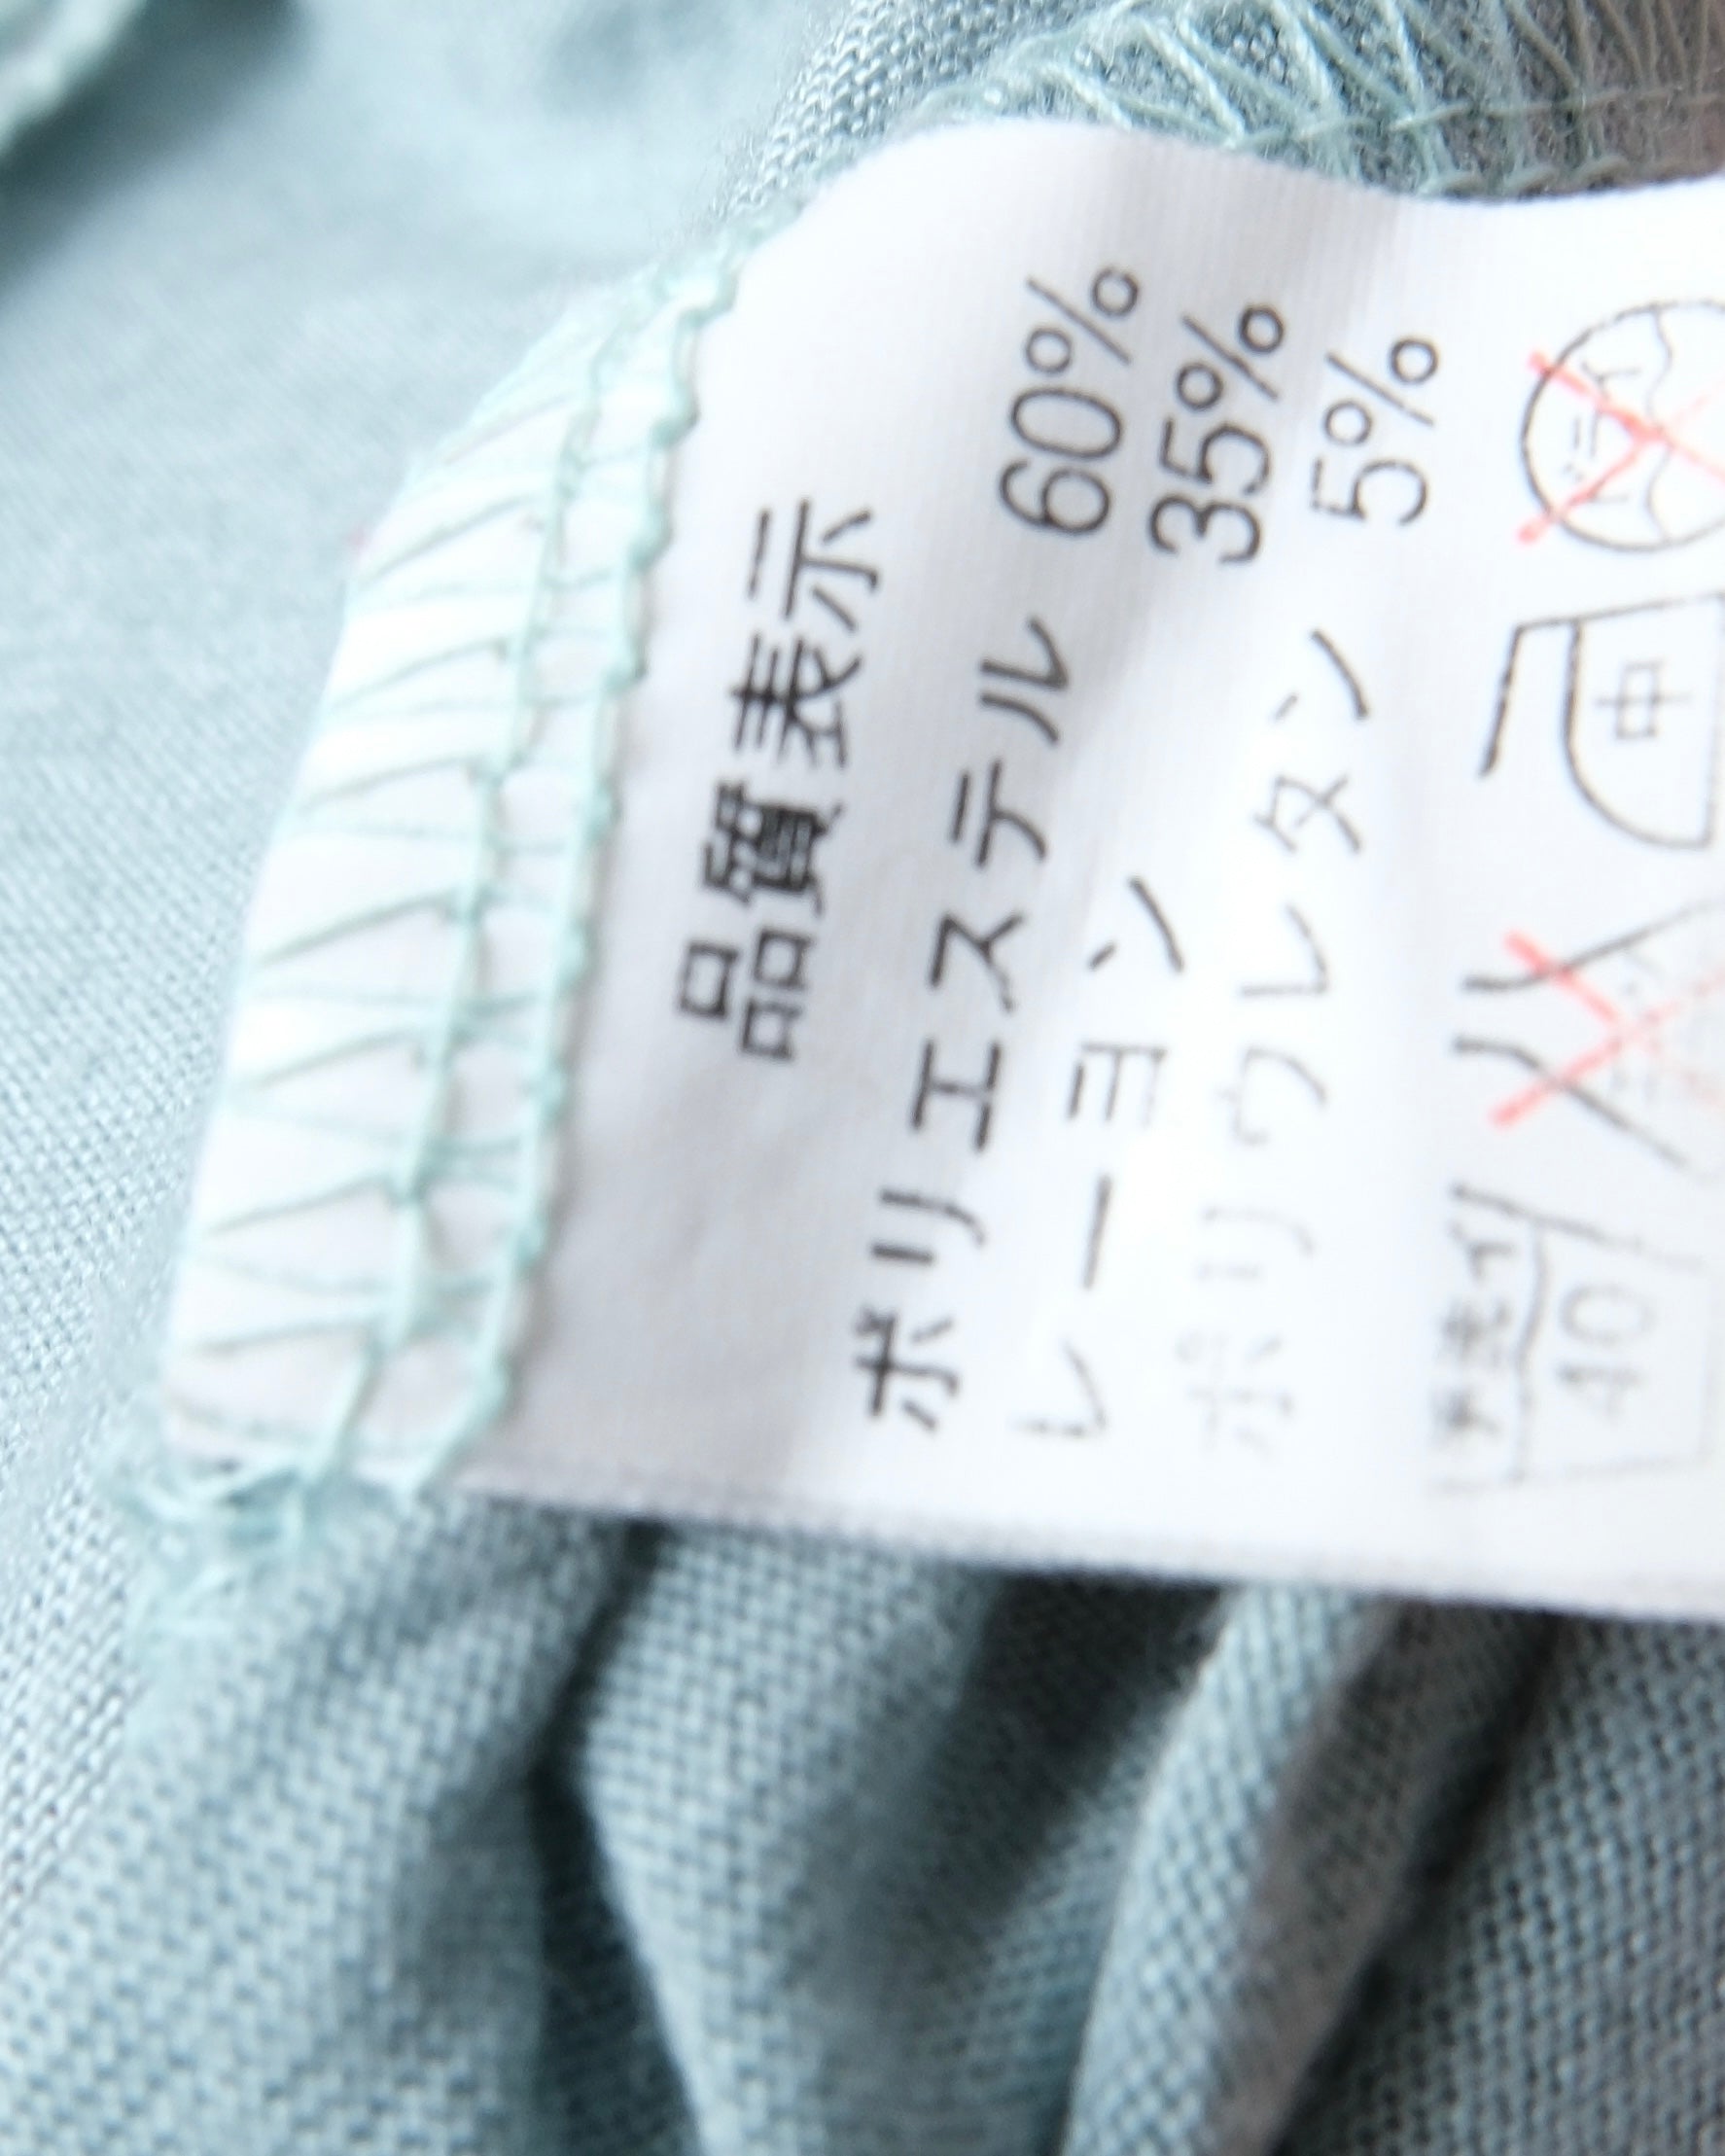 品質表示
ポリエステル 60%
レーヨン 35%
ポリウレタン 5%
手洗イ
40
中